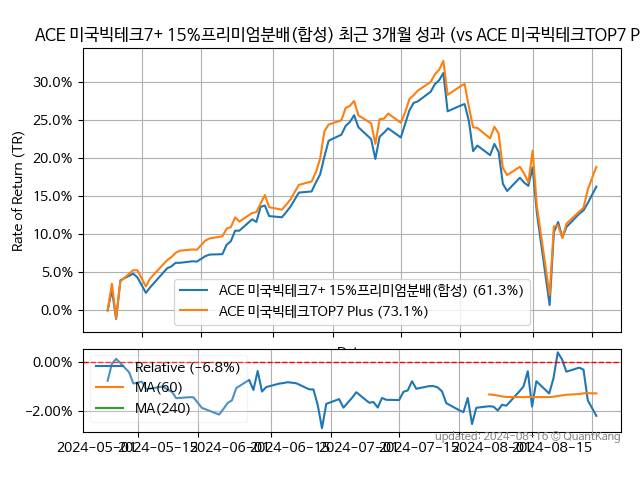 ACE 미국빅테크7+ 15%프리미엄분배(합성) 최근 3개월 성과 (vs ACE 미국빅테크TOP7 P
Rate of Return (TR)
30.0%
25.0%
20.0%
15.0%
10.0%
5.0%
0.0%
ACE 미국빅테크7+ 15%프리미엄분배(합성) (61.3%)
ACE 미국빅테크TOP7 Plus (73.1%)
0.00%
−2.00%
Relative (−6.8%)
MA(60)
MA(240)
updated: 2024-08-16 © QuantKang
2024-05-01 2024-05-15 2024-06-01 2024-06-15 2024-07-01 2024-07-15 2024-08-01 2024-08-15